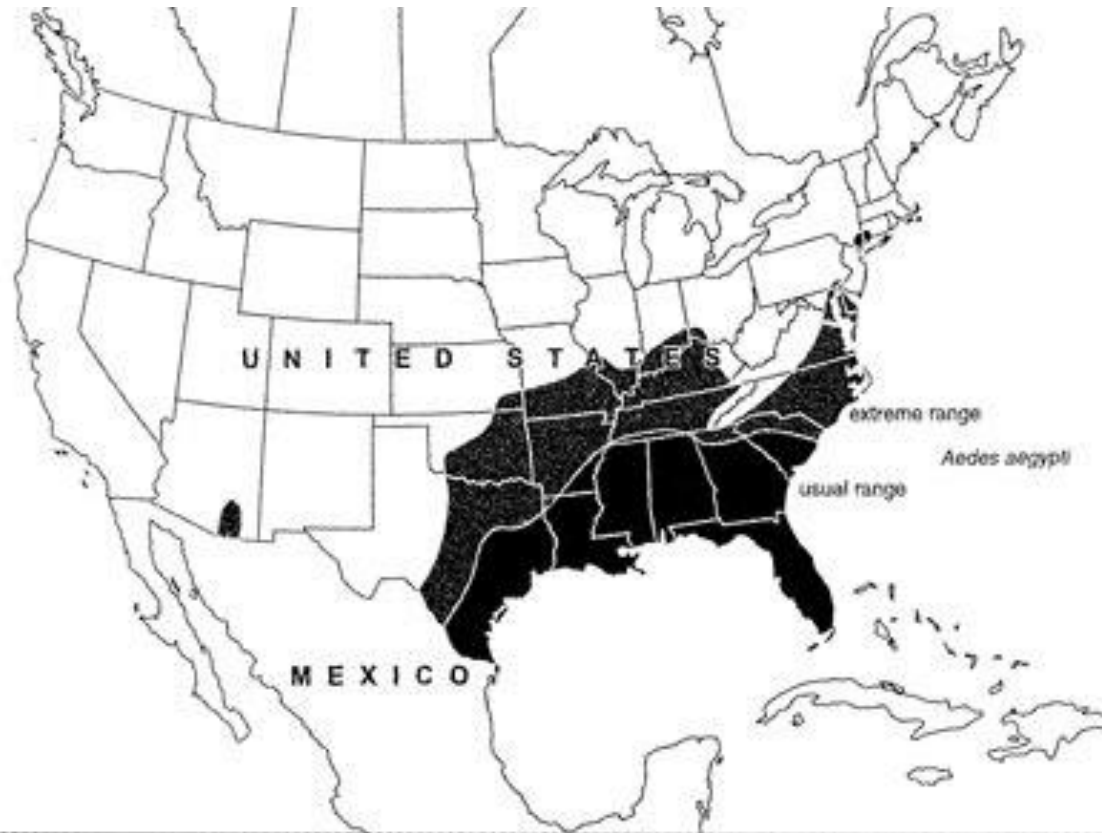 UNITED STATES
extreme range
Aedes aegypti
usual range
MEXICO